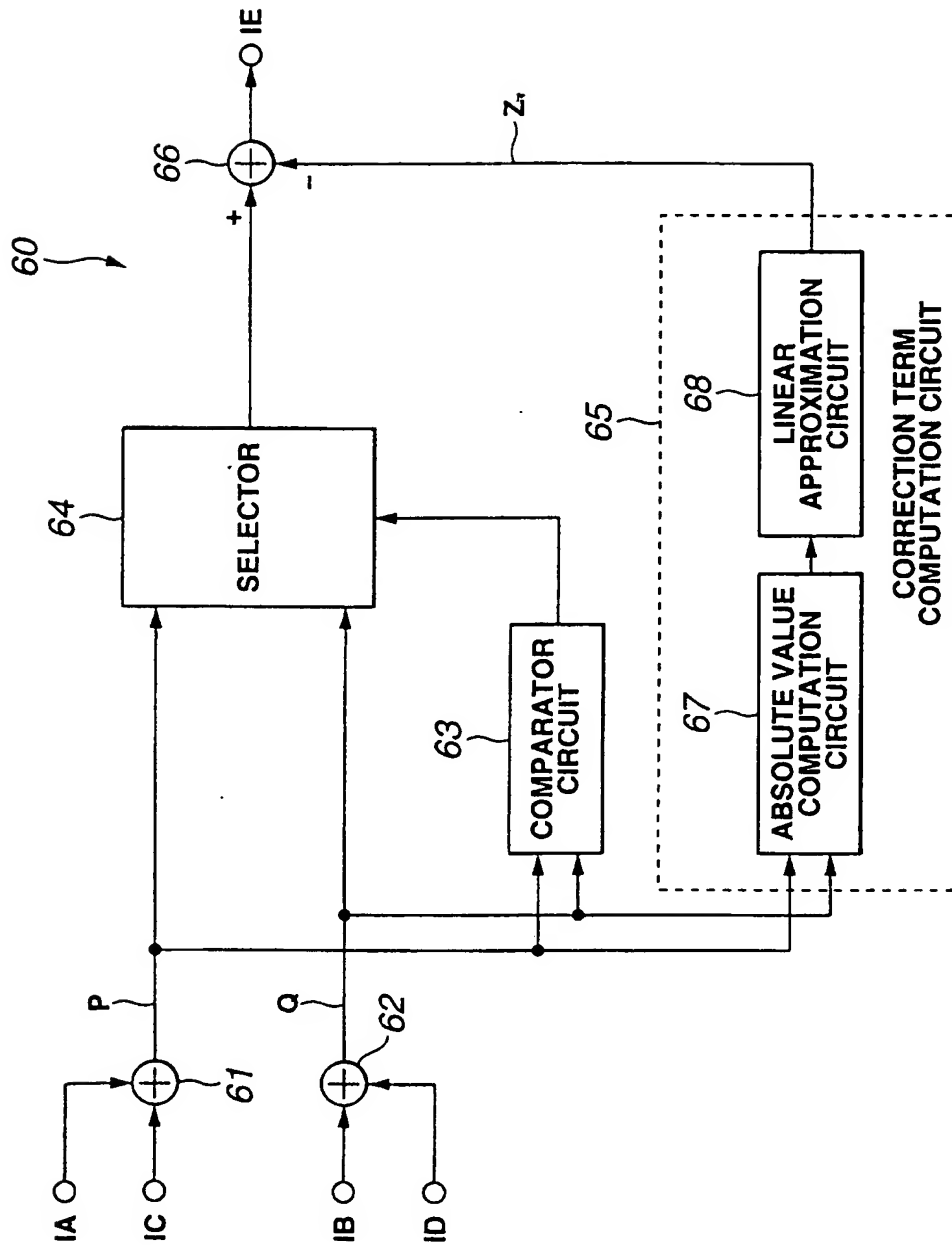 60
IA
IC
IB
ID
61
62
P
Q
64
SELECTOR
63
COMPARATOR
CIRCUIT
66
+
-
IE
Z
65
67
ABSOLUTE VALUE
COMPUTATION
CIRCUIT
68
LINEAR
APPROXIMATION
CIRCUIT
CORRECTION TERM
COMPUTATION CIRCUIT